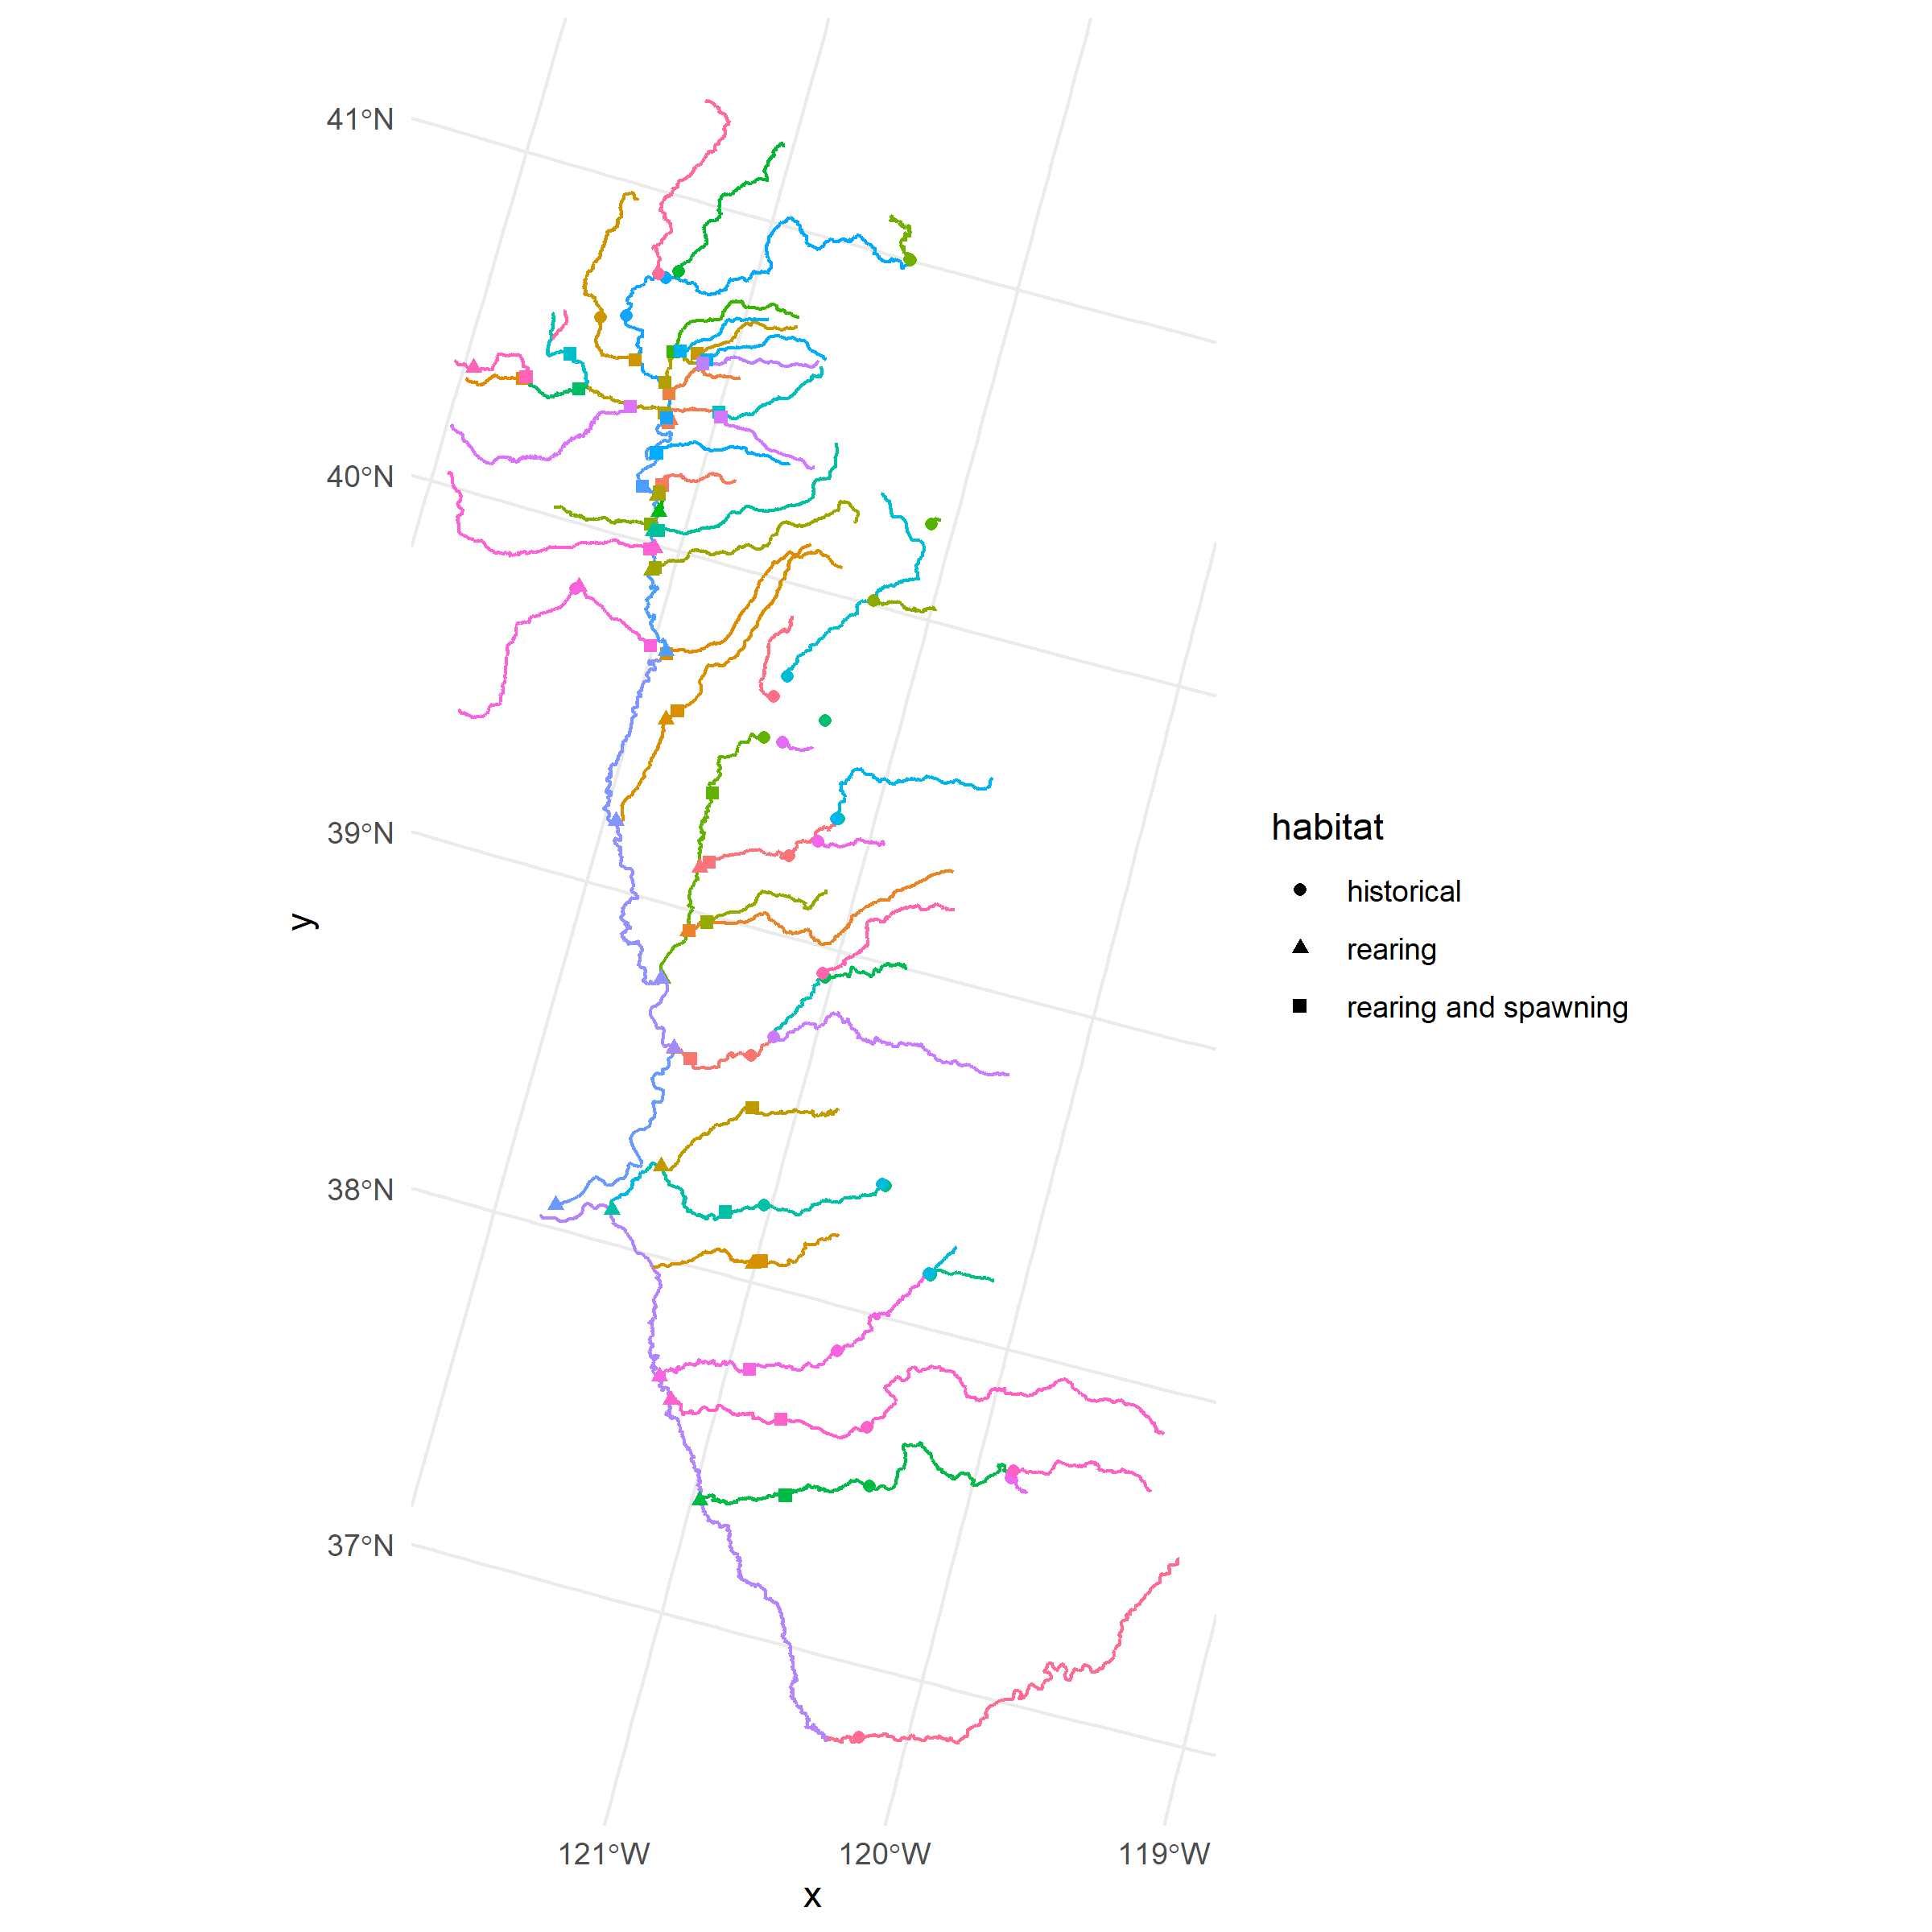 41°N
40°N
39°N
38°N
37°N
y
121°W
120°W
119°W
x
habitat
historical
rearing
rearing and spawning